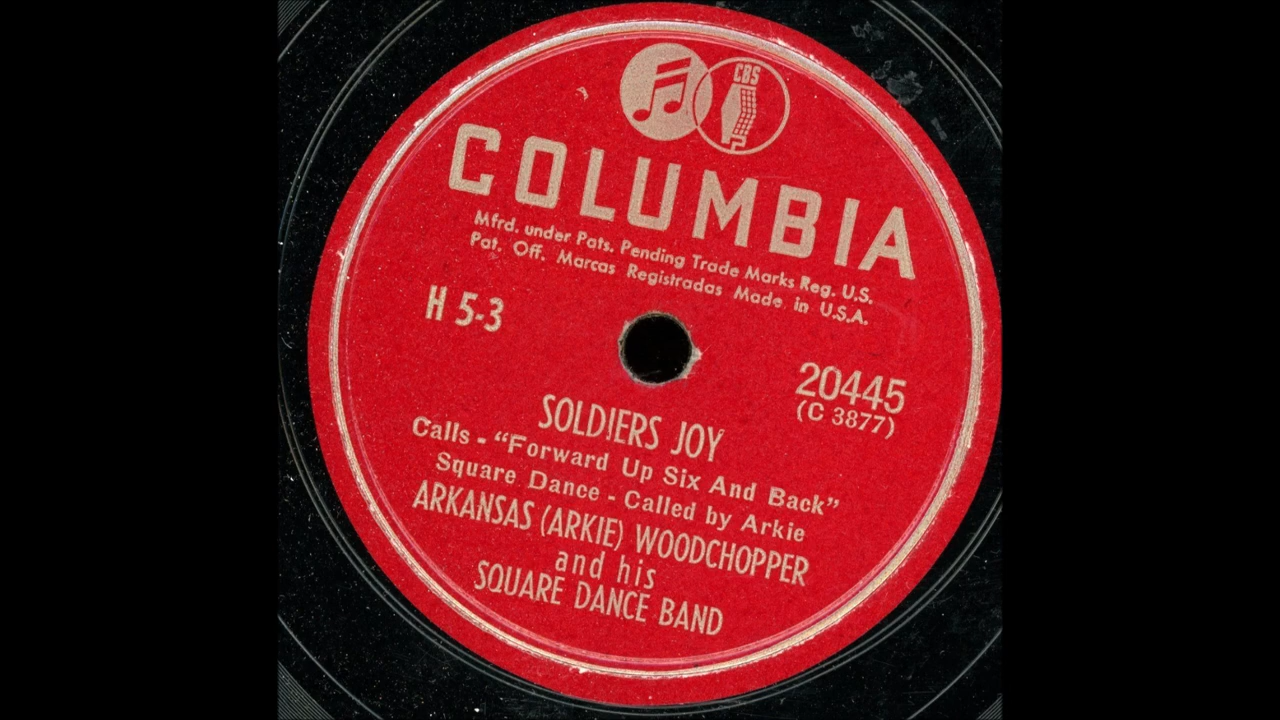 CBS
COLUMBIA
Mfrd. under Pats. Pending Trade Marks Reg. U.S.
Pat. Off. Marcas Registradas Made in U.S.A.
H 5-3
20445
(C 3877)
SOLDIERS JOY
Calls - “Forward Up Six And Back”
Square Dance - Called by Arkie
ARKANSAS (ARKIE) WOODCHOPPER
and his
SQUARE DANCE BAND